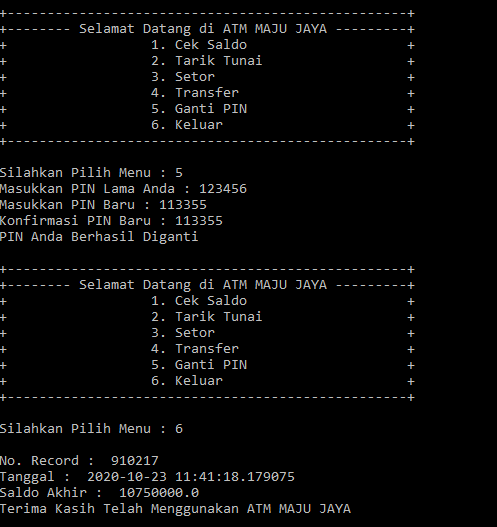 +--------------------------------------------------+
+-------- Selamat Datang di ATM MAJU JAYA ---------+
+                  1. Cek Saldo                    +
+                  2. Tarik Tunai                  +
+                  3. Setor                        +
+                  4. Transfer                     +
+                  5. Ganti PIN                    +
+                  6. Keluar                       +
+--------------------------------------------------+
Silahkan Pilih Menu : 5
Masukkan PIN Lama Anda : 123456
Masukkan PIN Baru : 113355
Konfirmasi PIN Baru : 113355
PIN Anda Berhasil Diganti
+--------------------------------------------------+
+-------- Selamat Datang di ATM MAJU JAYA ---------+
+                  1. Cek Saldo                    +
+                  2. Tarik Tunai                  +
+                  3. Setor                        +
+                  4. Transfer                     +
+                  5. Ganti PIN                    +
+                  6. Keluar                       +
+--------------------------------------------------+
Silahkan Pilih Menu : 6
No. Record :  910217
Tanggal :  2020-10-23 11:41:18.179075
Saldo Akhir :  10750000.0
Terima Kasih Telah Menggunakan ATM MAJU JAYA